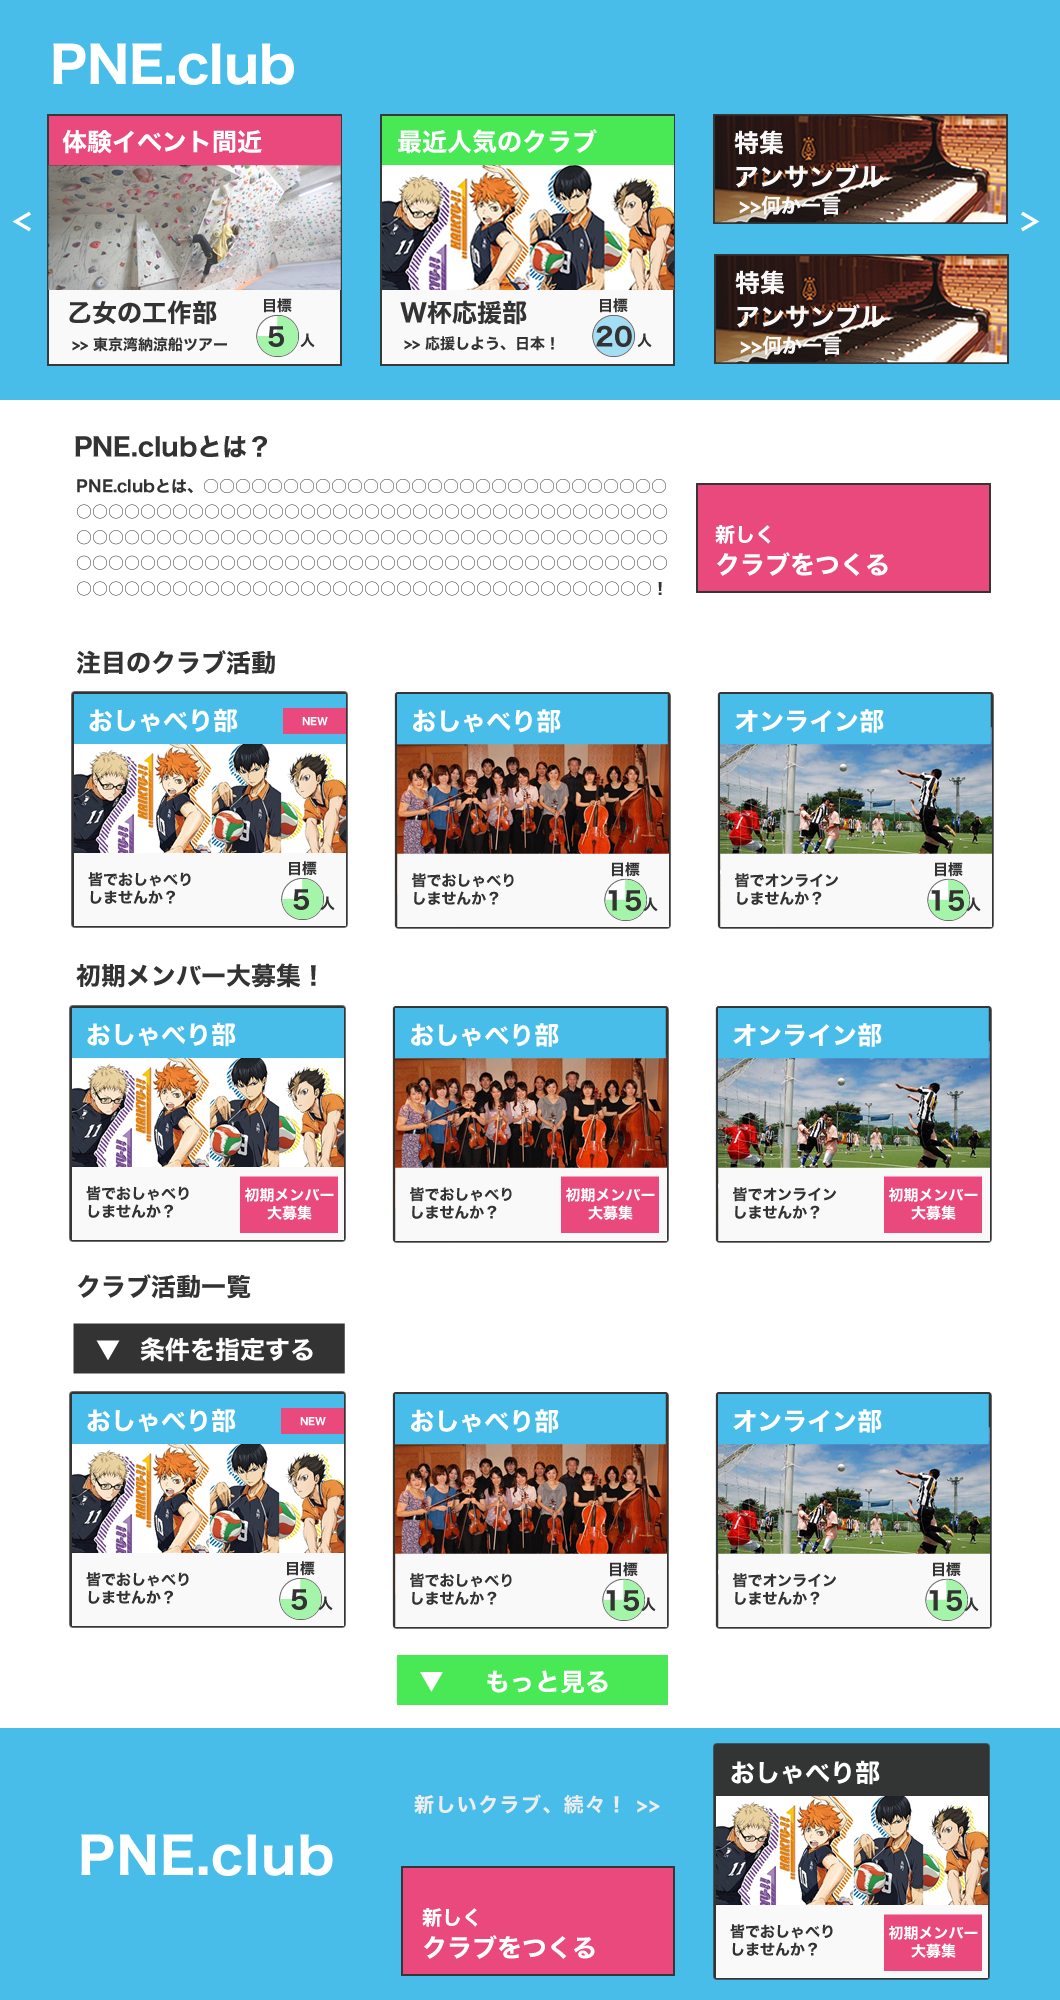 PNE.club
体験イベント間近
乙女の工作部
>> 東京湾納涼船ツアー
目標
5人
最近人気のクラブ
W杯応援部
>> 応援しよう、日本！
目標
20人
特集
アンサンブル
>>何か一言
特集
アンサンブル
>>何か一言
<
>
PNE.clubとは？
PNE.clubとは、〇〇〇〇〇〇〇〇〇〇〇〇〇〇〇〇〇〇〇〇〇〇〇〇〇〇〇〇〇
〇〇〇〇〇〇〇〇〇〇〇〇〇〇〇〇〇〇〇〇〇〇〇〇〇〇〇〇〇〇〇〇〇〇〇〇〇
〇〇〇〇〇〇〇〇〇〇〇〇〇〇〇〇〇〇〇〇〇〇〇〇〇〇〇〇〇〇〇〇〇〇〇〇〇
〇〇〇〇〇〇〇〇〇〇〇〇〇〇〇〇〇〇〇〇〇〇〇〇〇〇〇〇〇〇〇〇〇〇〇〇〇
〇〇〇〇〇〇〇〇〇〇〇〇〇〇〇〇〇〇〇〇〇〇〇〇〇〇〇〇〇〇〇〇〇〇〇〇！
新しく
クラブをつくる
注目のクラブ活動
おしゃべり部
NEW
皆でおしゃべり
しませんか？
目標
5人
おしゃべり部
皆でおしゃべり
しませんか？
目標
15人
オンライン部
皆でオンライン
しませんか？
目標
15人
初期メンバー大募集！
おしゃべり部
皆でおしゃべり
しませんか？
初期メンバー
大募集
おしゃべり部
皆でおしゃべり
しませんか？
初期メンバー
大募集
オンライン部
皆でオンライン
しませんか？
初期メンバー
大募集
クラブ活動一覧
▼ 条件を指定する
おしゃべり部
NEW
皆でおしゃべり
しませんか？
目標
5人
おしゃべり部
皆でおしゃべり
しませんか？
目標
15人
オンライン部
皆でオンライン
しませんか？
目標
15人
▼ もっと見る
PNE.club
新しいクラブ、続々！ >>
新しく
クラブをつくる
おしゃべり部
皆でおしゃべり
しませんか？
初期メンバー
大募集